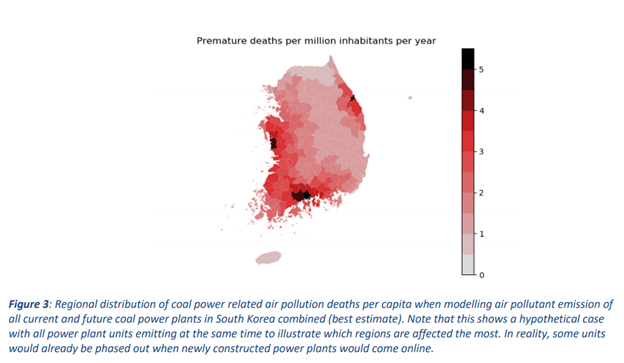 Premature deaths per million inhabitants per year
5
4
3
2
1
0
Figure 3: Regional distribution of coal power related air pollution deaths per capita when modelling air pollutant emission of
all current and future coal power plants in South Korea combined (best estimate). Note that this shows a hypothetical case
with all power plant units emitting at the same time to illustrate which regions are affected the most. In reality, some units
would already be phased out when newly constructed power plants would come online.